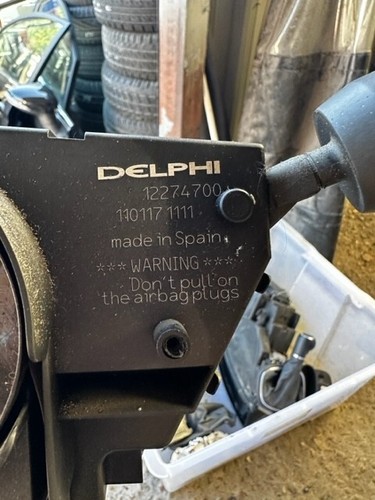 DELPHI
12274700
110117 1111
made in Spain
*** WARNING ***
Don't pull on
the airbag plugs